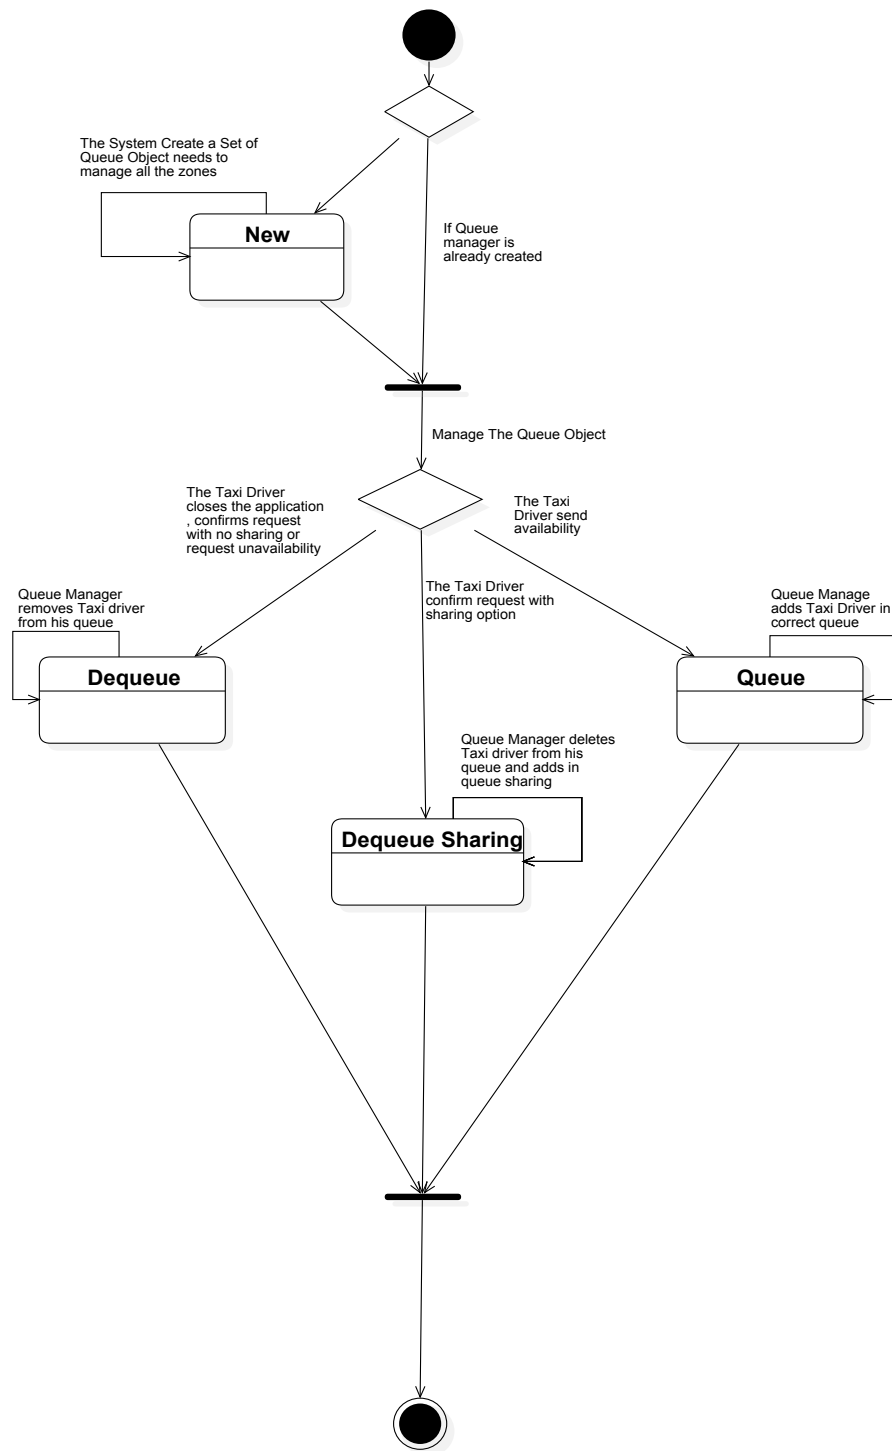 The System Create a Set of
Queue Object needs to
manage all the zones
New
If Queue
manager is
already created
Manage The Queue Object
The Taxi Driver
closes the application
, confirms request
with no sharing or
request unavailability
The Taxi
Driver send
availability
The Taxi Driver
confirm request with
sharing option
Queue Manager
removes Taxi driver
from his queue
Queue Manage
adds Taxi Driver in
correct queue
Dequeue
Queue
Queue Manager deletes
Taxi driver from his
queue and adds in
queue sharing
Dequeue Sharing